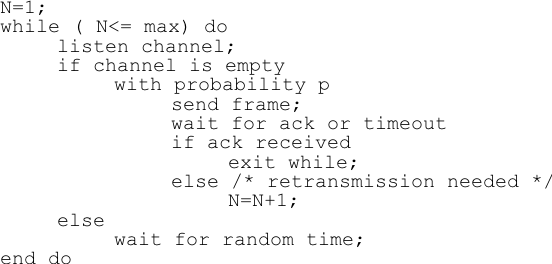 N=1;
while ( N<= max) do
listen channel;
if channel is empty
with probability p
send frame;
wait for ack or timeout
if ack received
exit while;
else /* retransmission needed */
N=N+1;
else
wait for random time;
end do